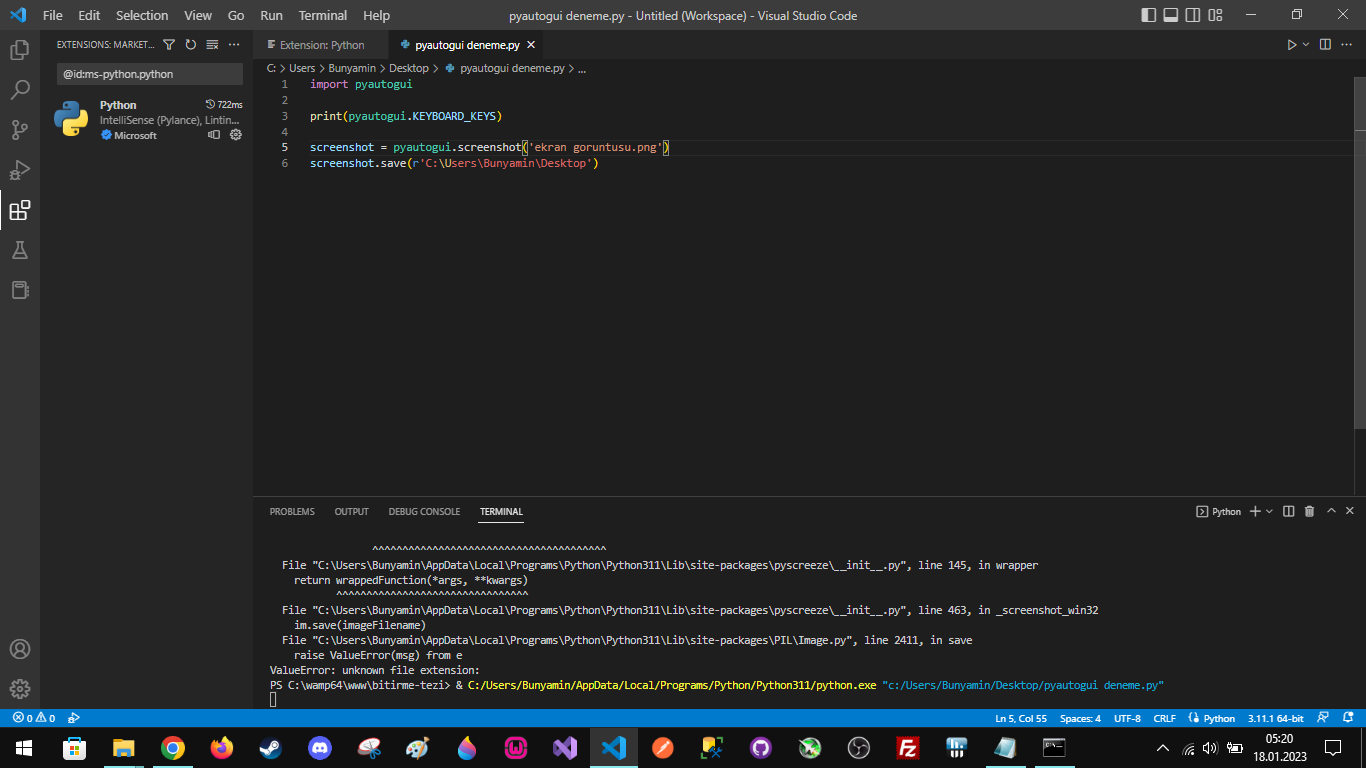 File Edit Selection View Go Run Terminal Help
pyautogui deneme.py - Untitled (Workspace) - Visual Studio Code
EXTENSIONS: MARKET...
@id:ms-python.python
Python 722ms
IntelliSense (Pylance), Lintin...
Microsoft
Extension: Python
pyautogui deneme.py
C: > Users > Bunyamin > Desktop > pyautogui deneme.py > ...
1 import pyautogui
2
3 print(pyautogui.KEYBOARD_KEYS)
4
5 screenshot = pyautogui.screenshot('ekran goruntusu.png')
6 screenshot.save(r'C:\Users\Bunyamin\Desktop')
PROBLEMS OUTPUT DEBUG CONSOLE TERMINAL
Python
^^^^^^^^^^^^^^^^^^^^^^^^^^^^^^^^^^^^^^^
File "C:\Users\Bunyamin\AppData\Local\Programs\Python\Python311\Lib\site-packages\pyscreeze\__init__.py", line 145, in wrapper
return wrappedFunction(*args, **kwargs)
^^^^^^^^^^^^^^^^^^^^^^^^^^^^^^^^
File "C:\Users\Bunyamin\AppData\Local\Programs\Python\Python311\Lib\site-packages\pyscreeze\__init__.py", line 463, in _screenshot_win32
im.save(imageFilename)
File "C:\Users\Bunyamin\AppData\Local\Programs\Python\Python311\Lib\site-packages\PIL\Image.py", line 2411, in save
raise ValueError(msg) from e
ValueError: unknown file extension:
PS C:\wamp64\www\bitirme-tezi> & C:/Users/Bunyamin/AppData/Local/Programs/Python/Python311/python.exe "c:/Users/Bunyamin/Desktop/pyautogui deneme.py"
0 0
Ln 5, Col 55 Spaces: 4 UTF-8 CRLF Python 3.11.1 64-bit
05:20
18.01.2023